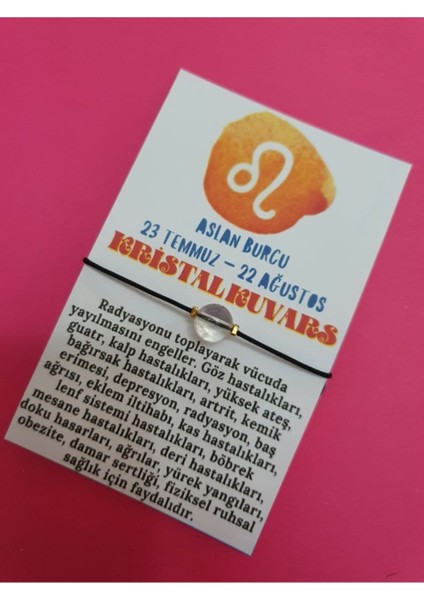 ASLAN BURCU
23 TEMMUZ – 22 AĞUSTOS
KRİSTAL KUVARS
Radyasyonu toplayarak vücuda
yayılmasını engeller. Göz hastalıkları,
guatr, kalp hastalıkları, yüksek ateş,
bağırsak hastalıkları, artrit, kemik
erimesi, depresyon, radyasyon, baş
ağrısı, eklem iltihabı, kas hastalıkları,
lenf sistemi hastalıkları, böbrek
mesane hastalıkları, deri hastalıkları,
doku hasarları, ağrılar, yürek yangıları,
obezite, damar sertliği, fiziksel ruhsal
sağlık için faydalıdır.